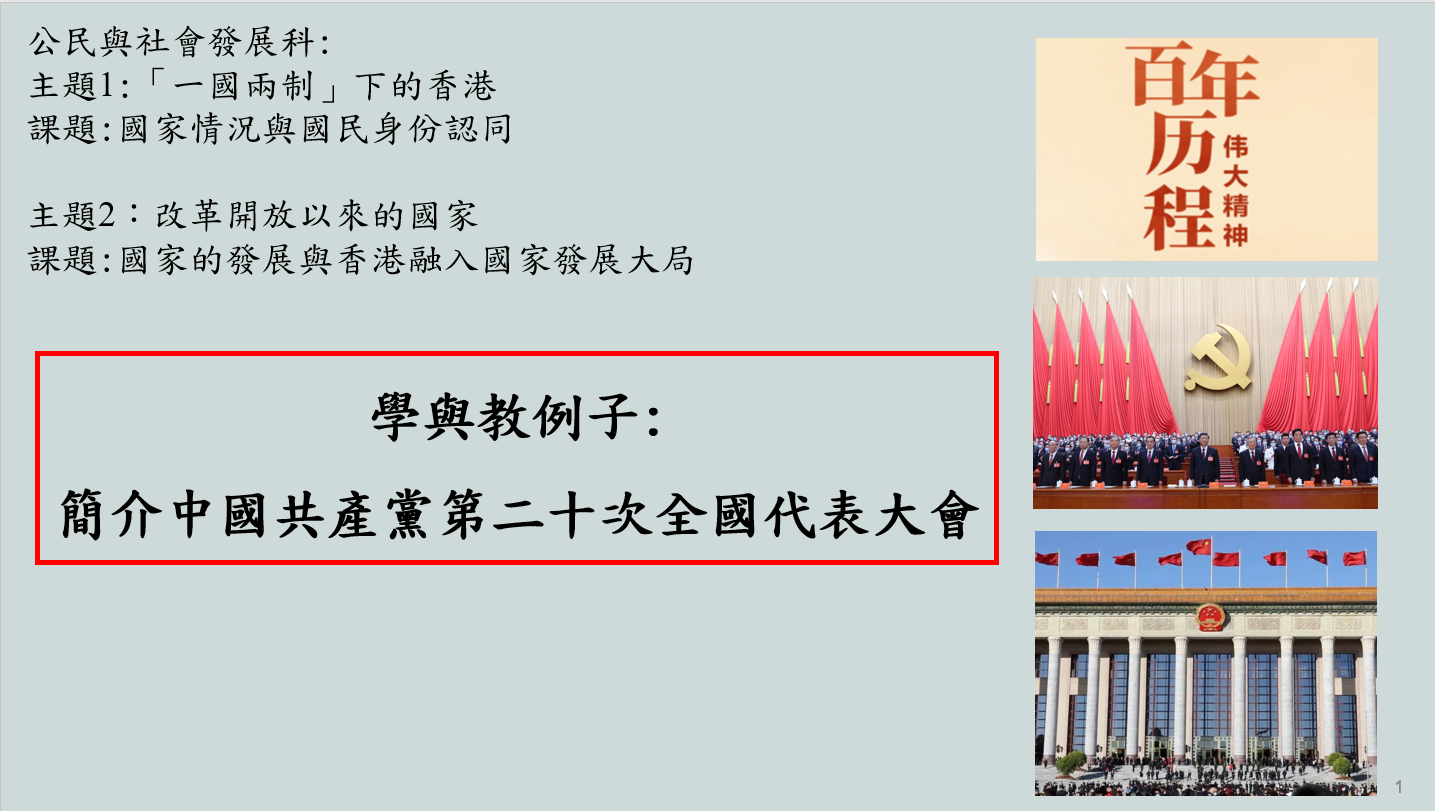 公民與社會發展科:
主題1:「一國兩制」下的香港
課題:國家情況與國民身份認同
主題2：改革開放以來的國家
課題:國家的發展與香港融入國家發展大局
學與教例子:
簡介中國共產黨第二十次全國代表大會
百年
历
程
伟大精神
1